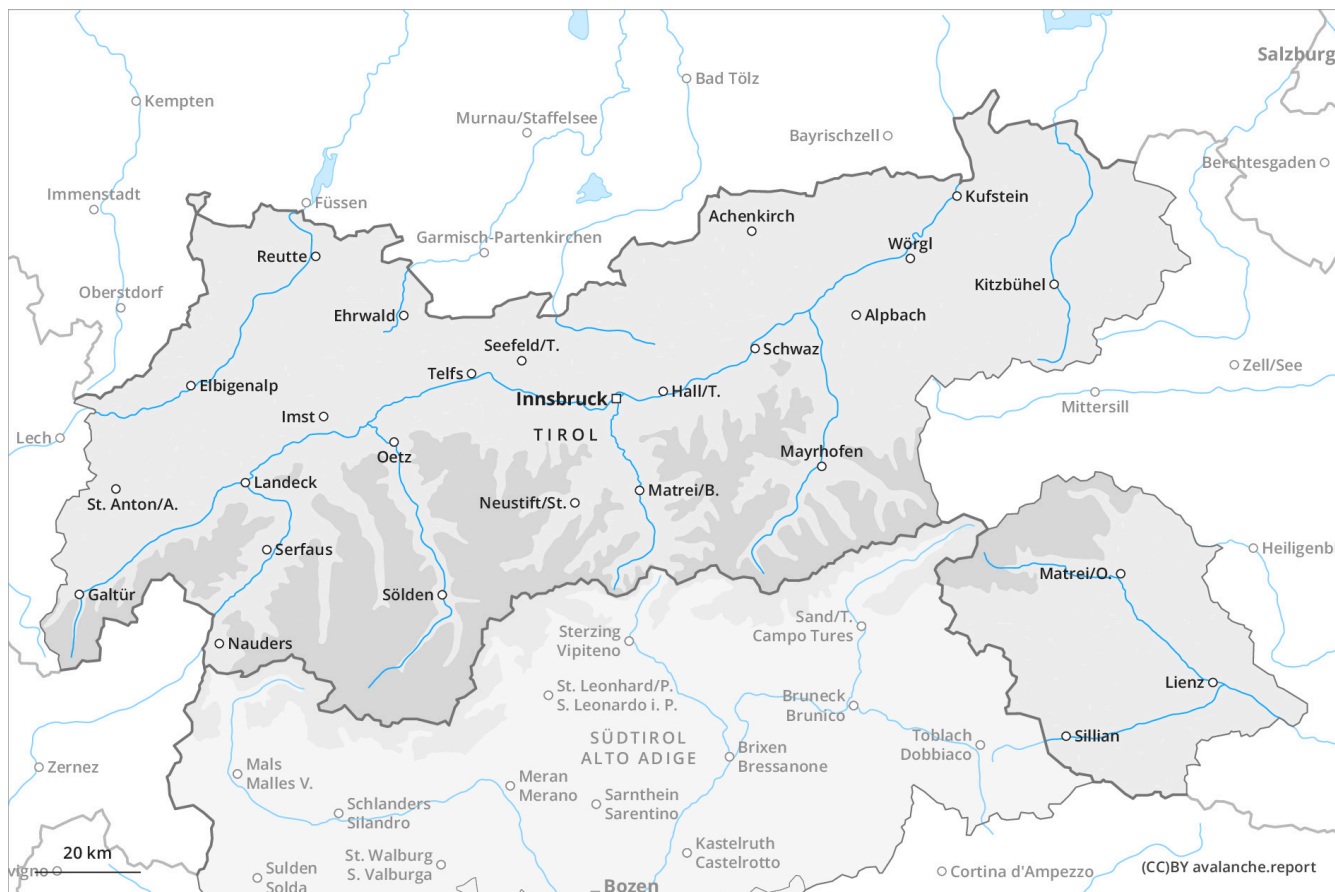 Salzburg
Kempten
Bad Tölz
Murnau/Staffelsee
Bayrischzell
Berchtesgaden
Immenstadt
Füssen
Kufstein
Achenkirch
Garmisch-Partenkirchen
Wörgl
Reutte
Kitzbühel
Oberstdorf
Ehrwald
Alpbach
Seefeld/T.
Schwaz
Zell/See
Telfs
Elbigenalp
Hall/T.
Mittersill
Innsbruck
Imst
TIROL
Lech
Oetz
Mayrhofen
Landeck
St. Anton/A.
Neustift/St.
Matrei/B.
Serfaus
Heiligenb
Matrei/O.
Galtür
Sölden
Sand/T.
Campo Tures
Sterzing
Vipiteno
Nauders
Lienz
St. Leonhard/P.
S. Leonardo i. P.
Bruneck
Brunico
Sillian
SÜDTIROL
ALTO ADIGE
Toblach
Dobbiaco
Brixen
Bressanone
Zernez
Mals
Malles V.
Meran
Merano
Schlanders
Silandro
Sarnthein
Sarentino
20 km
Kastelruth
Castelrotto
St. Walburg
S. Valburga
vigno
Sulden
Solda
Cortina d'Ampezzo
(CC)BY avalanche.report
Bozen